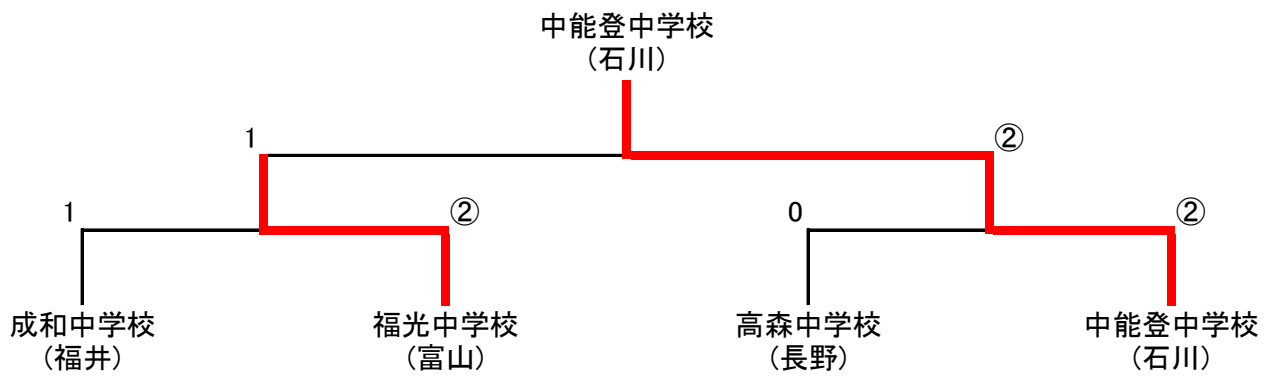 中能登中学校
(石川)
1
②
1
②
0
②
成和中学校
(福井)
福光中学校
(富山)
高森中学校
(長野)
中能登中学校
(石川)